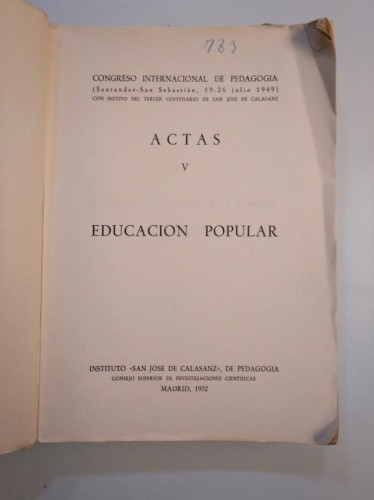 783
CONGRESO INTERNACIONAL DE PEDAGOGIA
(Santander-San Sebastián, 19-26 julio 1949)
CON MOTIVO DEL TERCER CENTENARIO DE SAN JOSE DE CALASANZ
ACTAS
V
EDUCACION POPULAR
INSTITUTO «SAN JOSE DE CALASANZ», DE PEDAGOGIA
CONSEJO SUPERIOR DE INVESTIGACIONES CIENTIFICAS
MADRID, 1952